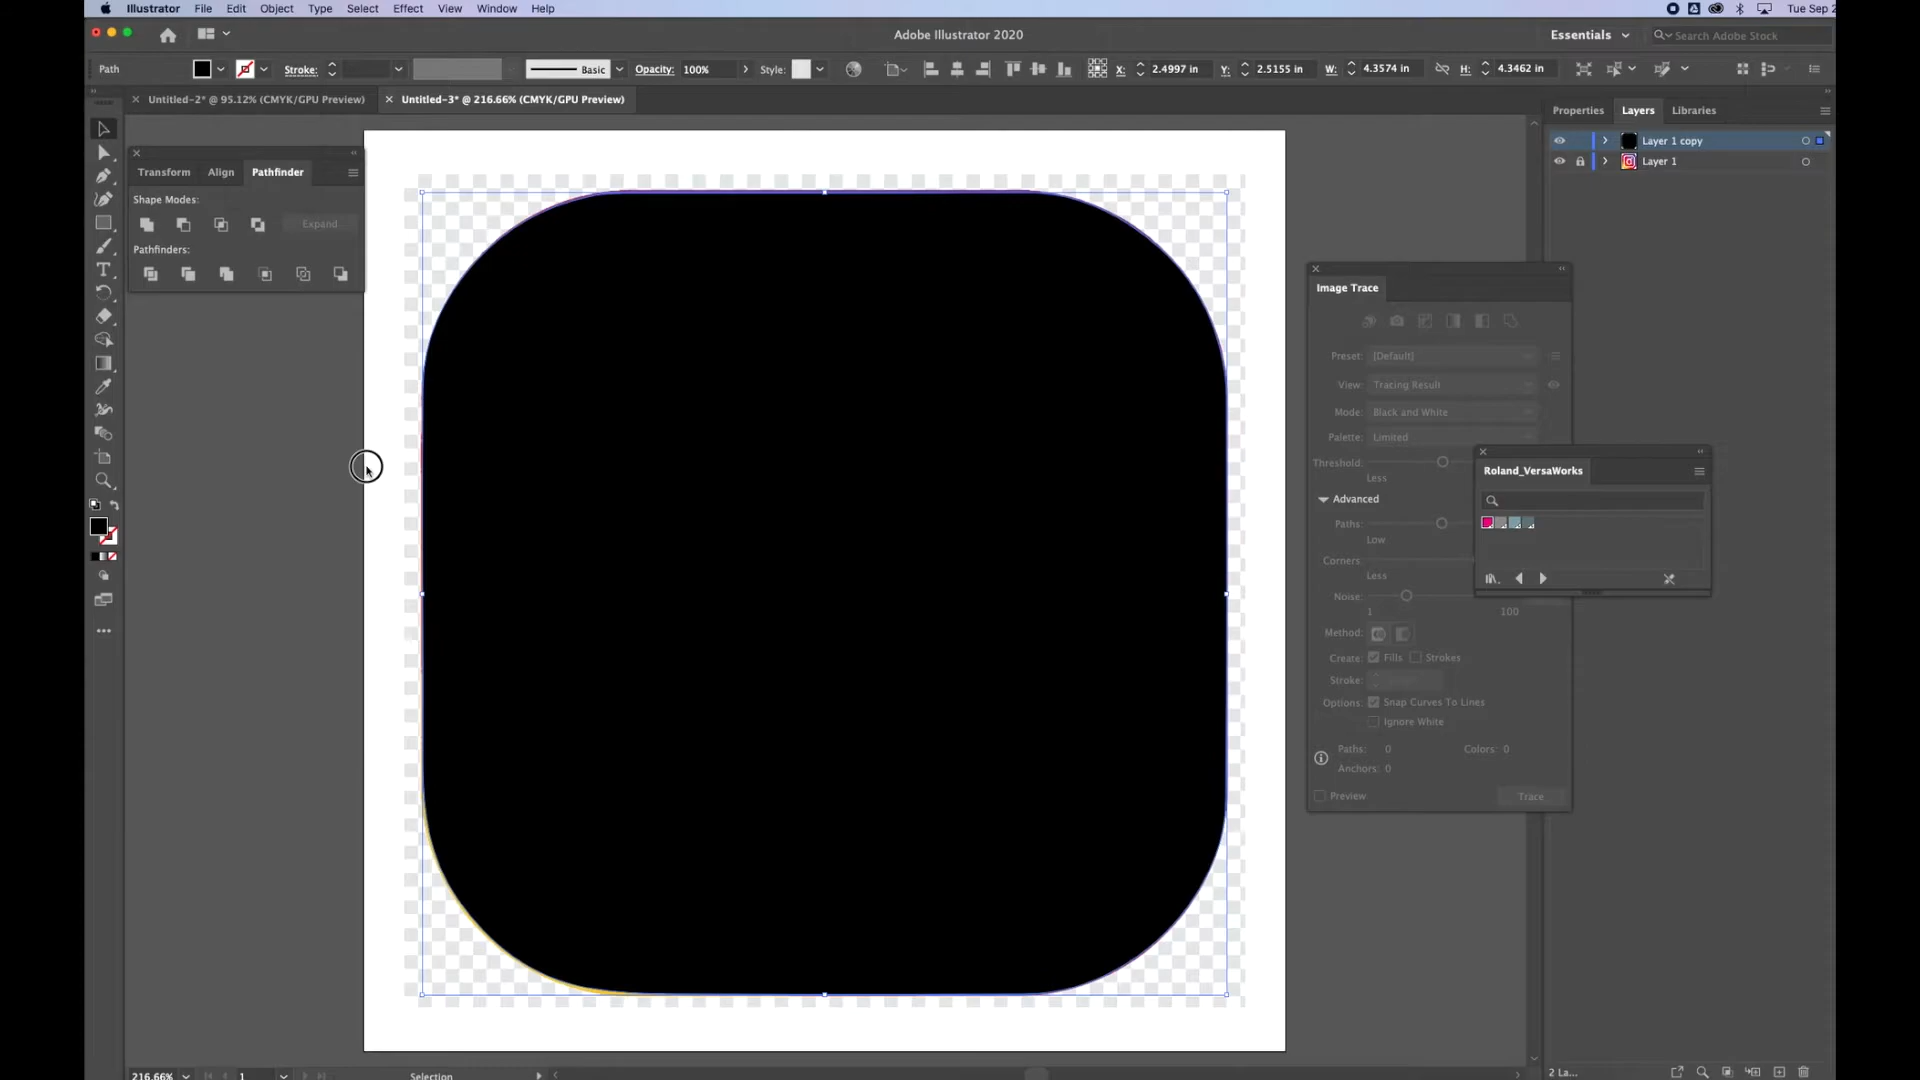 Illustrator File Edit Object Type Select Effect View Window Help Tue Sep 2
Adobe Illustrator 2020 Essentials Search Adobe Stock
Path Stroke: Basic Opacity: 100% Style: X: 2.4997 in Y: 2.5155 in W: 4.3574 in H: 4.3462 in
Untitled-2* @ 95.12% (CMYK/GPU Preview) Untitled-3* @ 216.66% (CMYK/GPU Preview)
Properties Layers Libraries
Layer 1 copy
Layer 1
Transform Align Pathfinder
Shape Modes:
Expand
Pathfinders:
Image Trace
Preset: [Default]
View: Tracing Result
Mode: Black and White
Palette: Limited
Threshold:
Less
Advanced
Paths:
Low
Corners:
Less
Noise:
1 100
Method:
Create: Fills Strokes
Stroke:
Options: Snap Curves To Lines
Ignore White
Paths: 0 Colors: 0
Anchors: 0
Preview Trace
Roland_VersaWorks
216.66% 1 Selection 2 La...